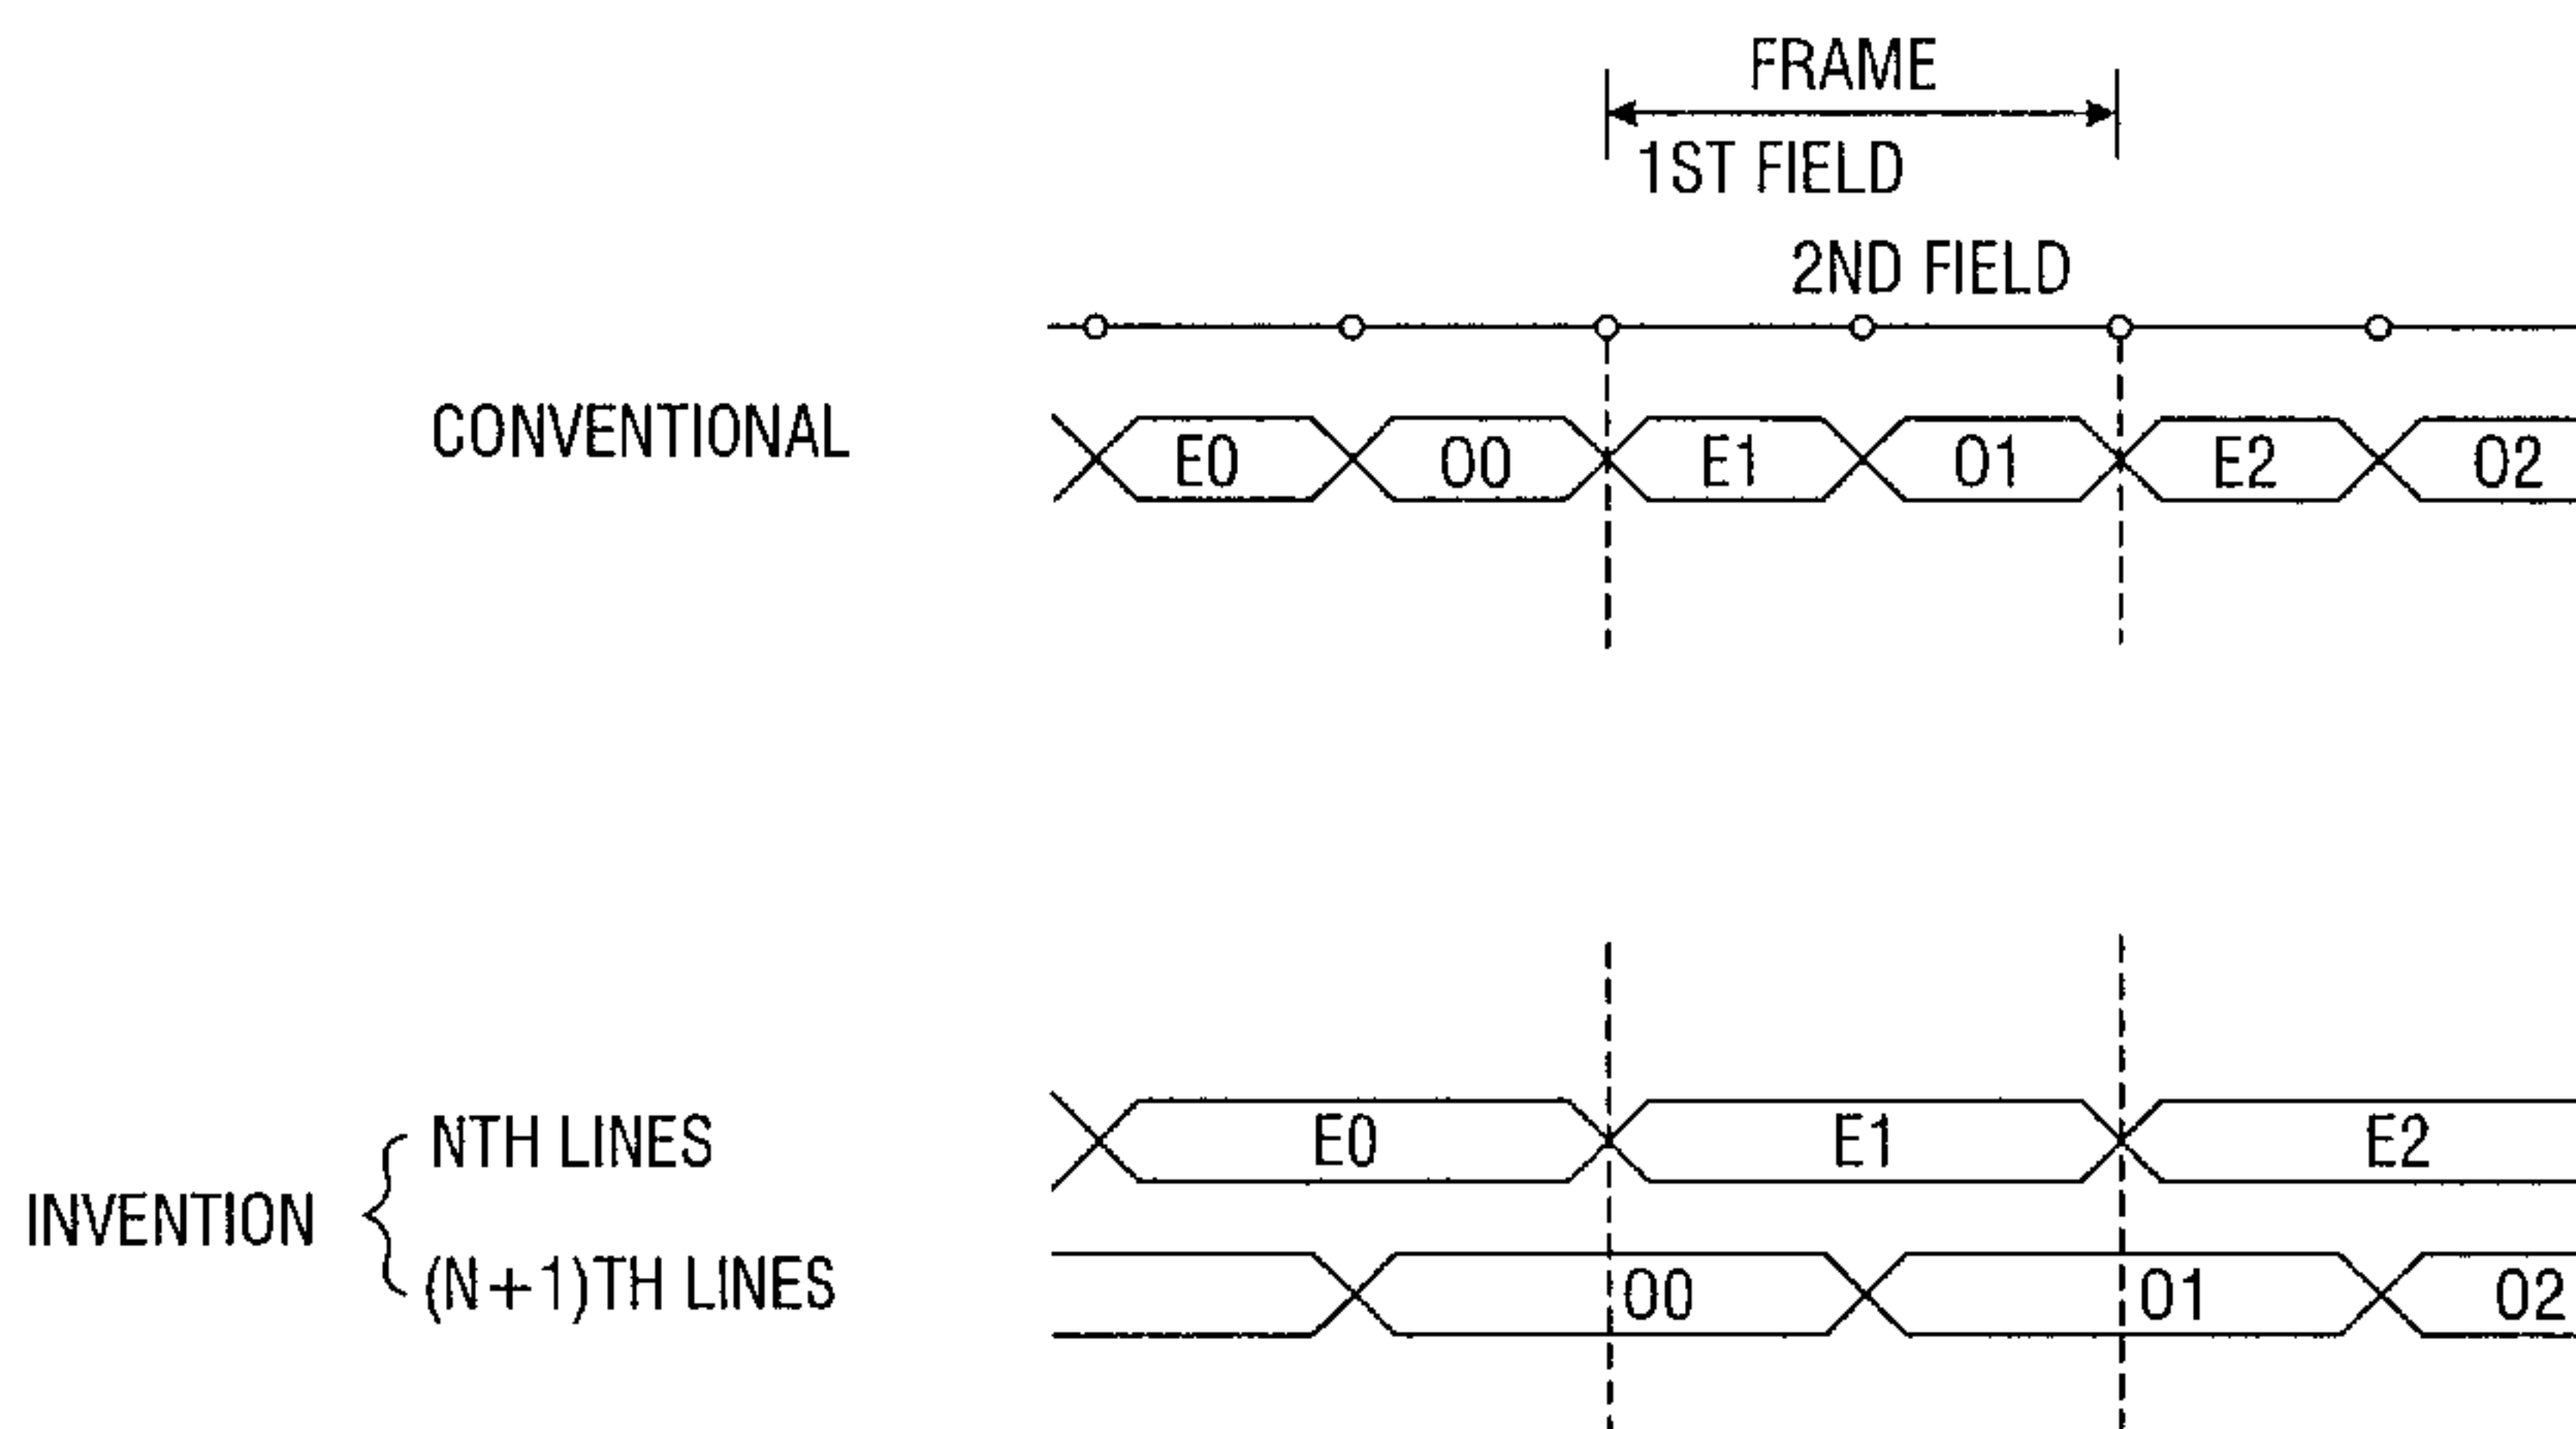 FRAME
1ST FIELD
2ND FIELD
CONVENTIONAL
E0 O0 E1 O1 E2 O2
INVENTION
NTH LINES
E0 E1 E2
(N+1)TH LINES
O0 O1 O2